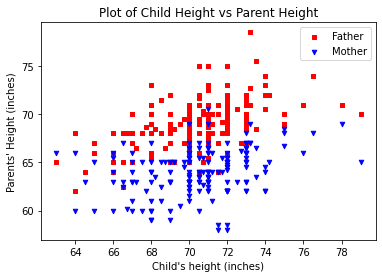 Plot of Child Height vs Parent Height
Father
Mother
Parents' Height (inches)
75
70
65
60
64 66 68 70 72 74 76 78
Child's height (inches)